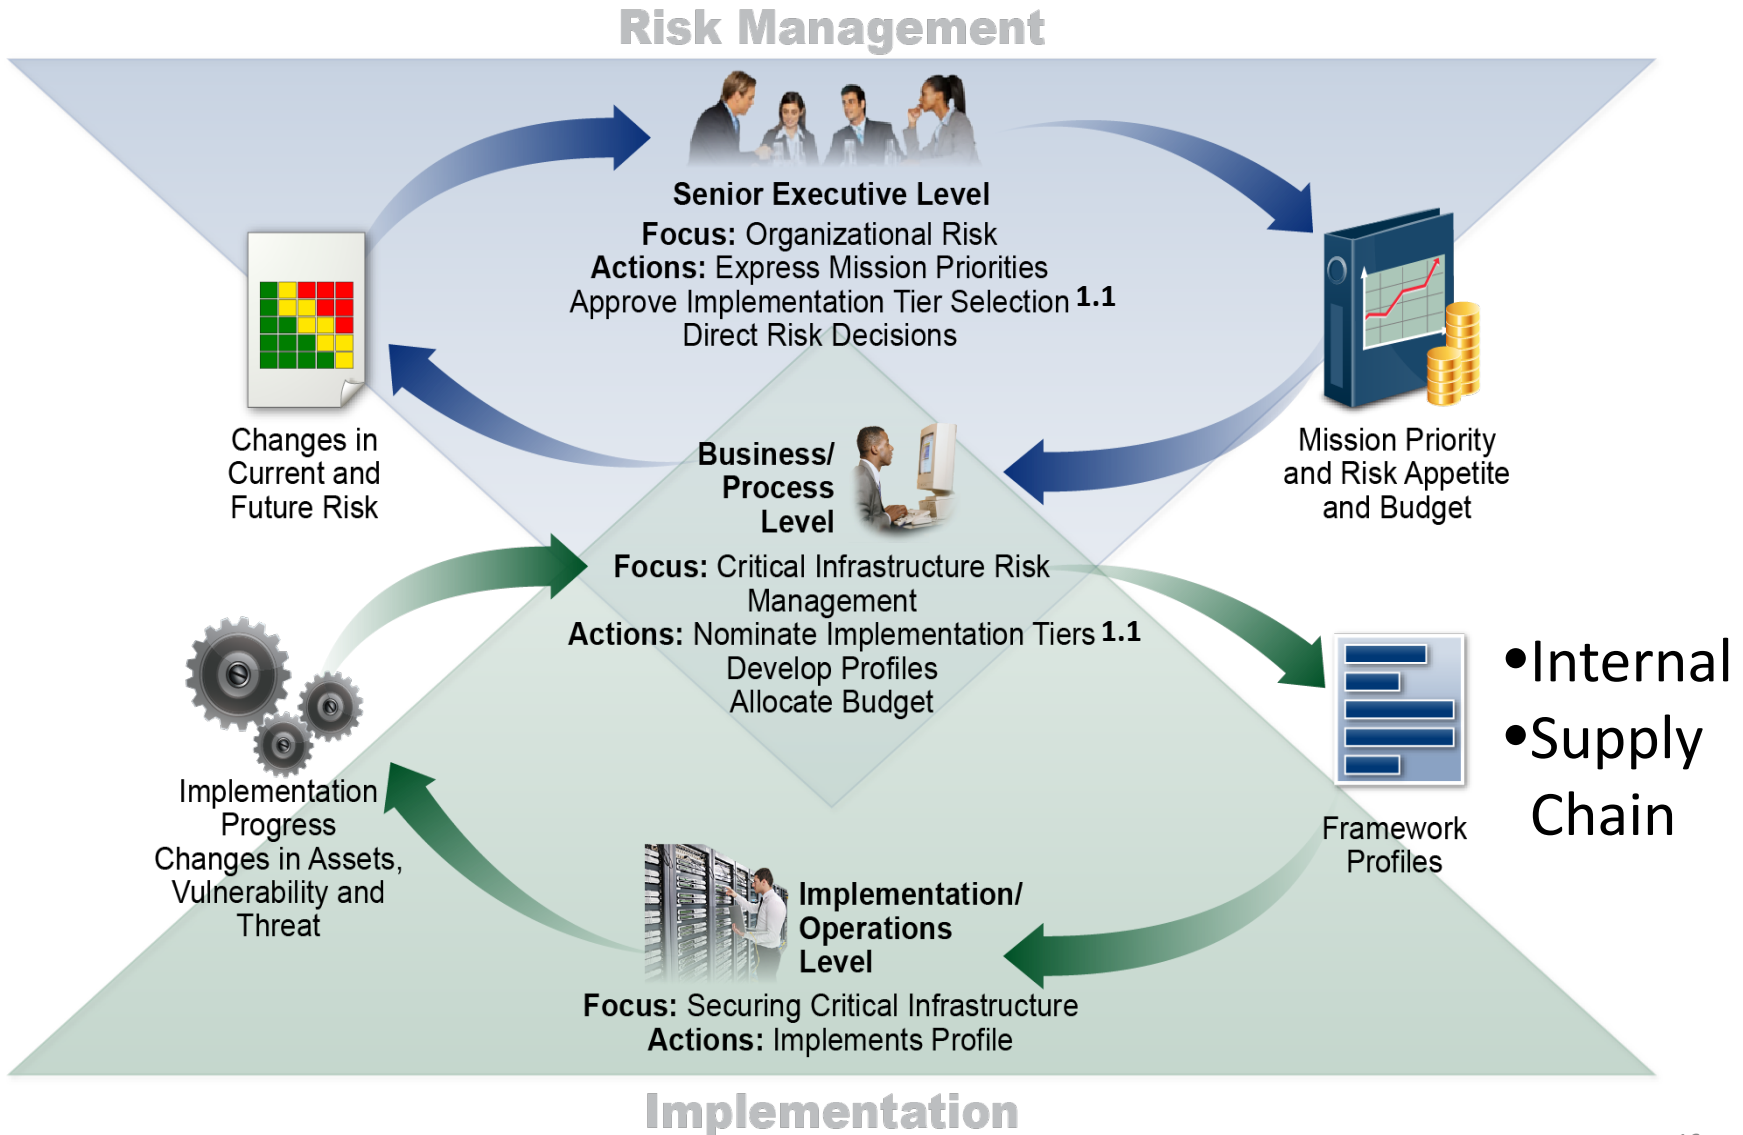 Risk Management
Senior Executive Level
Focus: Organizational Risk
Actions: Express Mission Priorities
Approve Implementation Tier Selection 1.1
Direct Risk Decisions
Changes in
Current and
Future Risk
Mission Priority
and Risk Appetite
and Budget
Business/
Process
Level
Focus: Critical Infrastructure Risk
Management
Actions: Nominate Implementation Tiers 1.1
Develop Profiles
Allocate Budget
•Internal
•Supply
Chain
Implementation
Progress
Changes in Assets,
Vulnerability and
Threat
Framework
Profiles
Implementation/
Operations
Level
Focus: Securing Critical Infrastructure
Actions: Implements Profile
Implementation